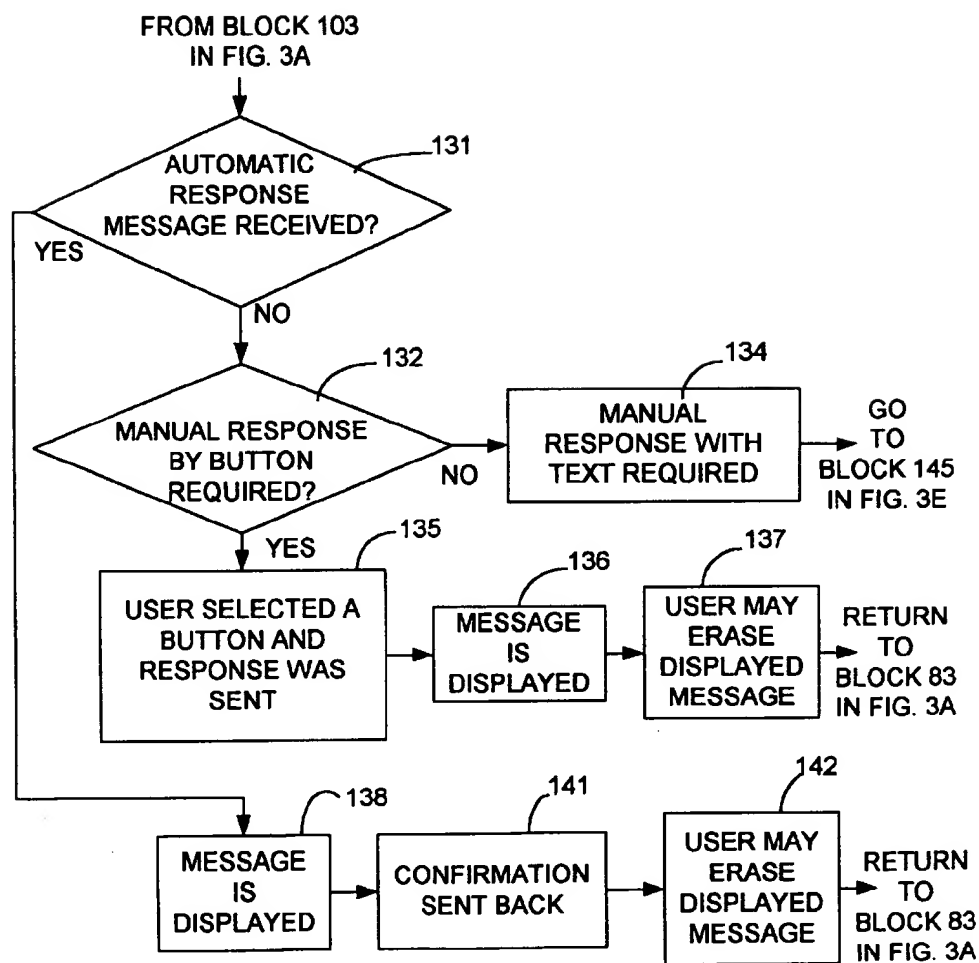 FROM BLOCK 103
IN FIG. 3A
131
AUTOMATIC
RESPONSE
MESSAGE RECEIVED?
YES
NO
132
MANUAL RESPONSE
BY BUTTON
REQUIRED?
NO
YES
134
MANUAL
RESPONSE WITH
TEXT REQUIRED
GO
TO
BLOCK 145
IN FIG. 3E
135
USER SELECTED A
BUTTON AND
RESPONSE WAS
SENT
136
MESSAGE
IS
DISPLAYED
137
USER MAY
ERASE
DISPLAYED
MESSAGE
RETURN
TO
BLOCK 83
IN FIG. 3A
138
MESSAGE
IS
DISPLAYED
141
CONFIRMATION
SENT BACK
142
USER MAY
ERASE
DISPLAYED
MESSAGE
RETURN
TO
BLOCK 83
IN FIG. 3A